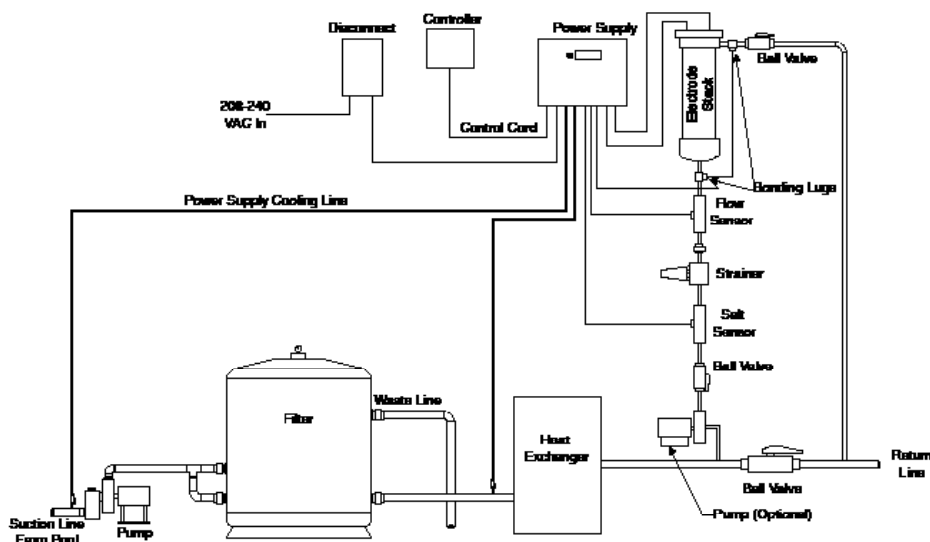 Controller
Disconnect
Power Supply
Ball Valve
Electrode
Stack
208-240
VAC In
Control Cord
Bonding Lugs
Power Supply Cooling Line
Flow
Sensor
Strainer
Salt
Sensor
Ball Valve
Waste Line
Filter
Heat
Exchanger
Return
Line
Ball Valve
Suction Line
From Pool
Pump
Pump (Optional)